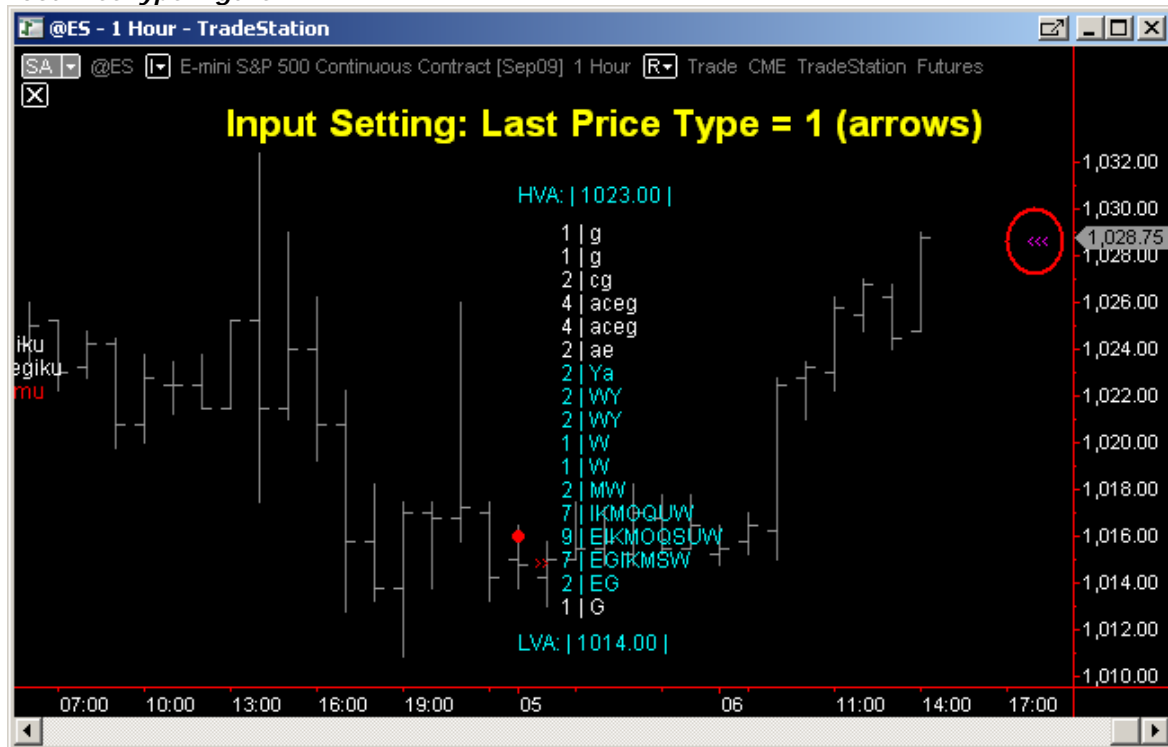 @ES - 1 Hour - TradeStation
SA @ES I E-mini S&P 500 Continuous Contract [Sep09] 1 Hour R Trade CME TradeStation Futures
Input Setting: Last Price Type = 1 (arrows)
HVA: | 1023.00 |
1 | g
1 | g
2 | cg
4 | aceg
4 | aceg
2 | ae
2 | Ya
2 | WY
2 | WY
1 | W
1 | W
2 | MW
7 | IKMOQUW
9 | EIKMOQSUW
»
7 | EGIKMSW
2 | EG
1 | G
LVA: | 1014.00 |
iku
egiku
mu
‹‹‹
1,032.00
1,030.00
1,028.75
1,028.00
1,026.00
1,024.00
1,022.00
1,020.00
1,018.00
1,016.00
1,014.00
1,012.00
1,010.00
07:00 10:00 13:00 16:00 19:00 05 06 11:00 14:00 17:00